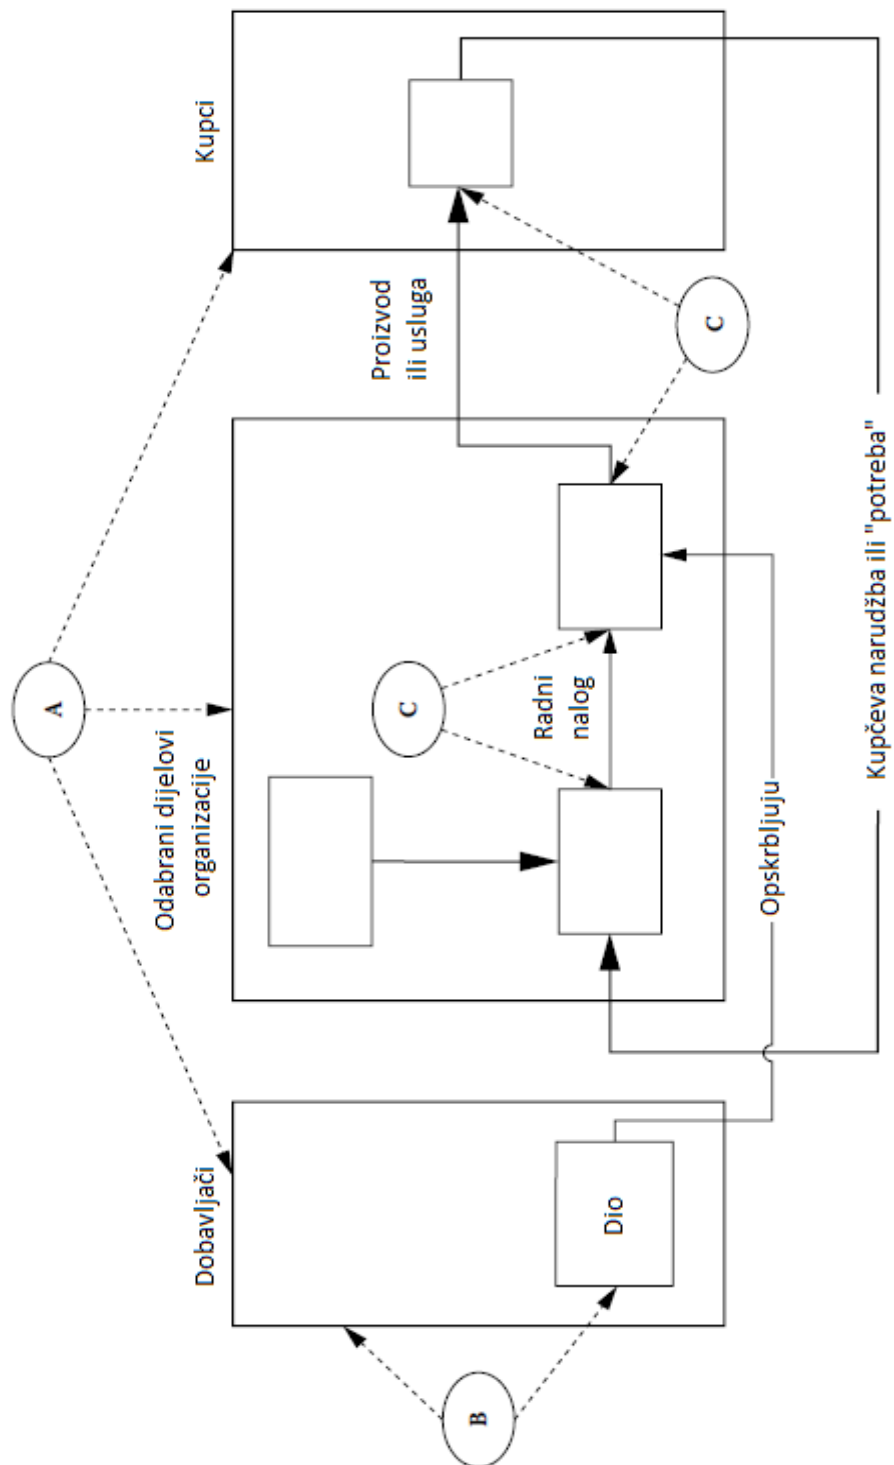 A
Dobavljači
Odabrani dijelovi
organizacije
Kupci
B
C
Proizvod
ili usluga
Radni
nalog
C
Dio
Opskrbljuju
Kupčeva narudžba ili "potreba"